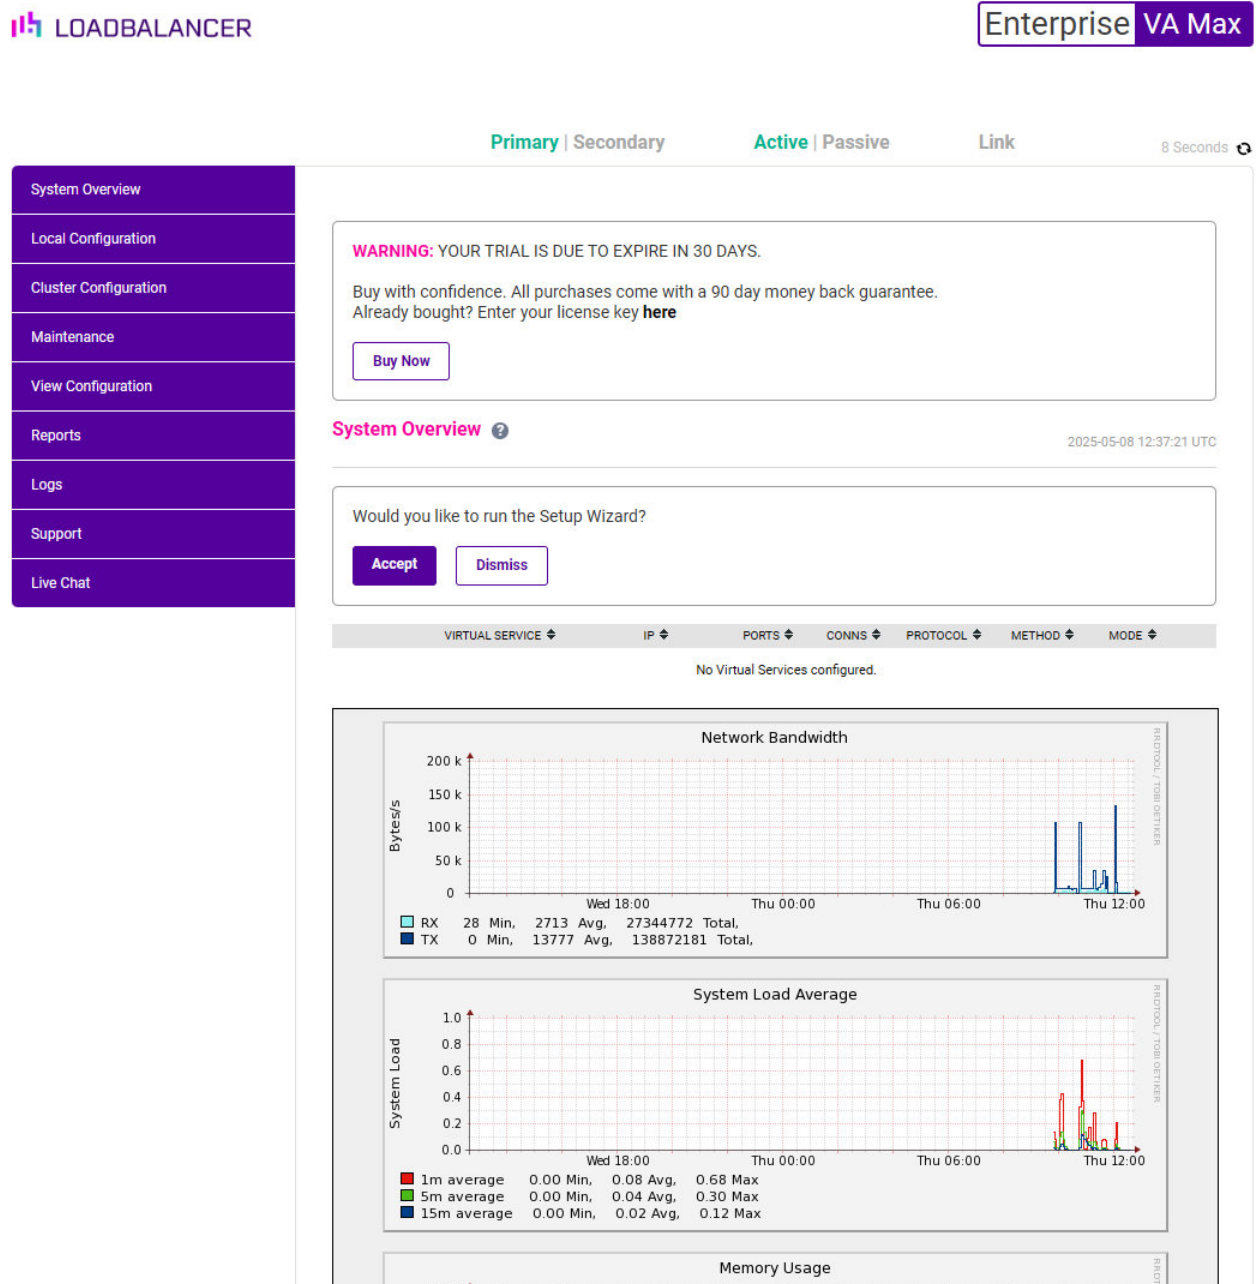 LOADBALANCER
Enterprise VA Max
Primary | Secondary Active | Passive Link 8 Seconds
System Overview
Local Configuration
Cluster Configuration
Maintenance
View Configuration
Reports
Logs
Support
Live Chat
WARNING: YOUR TRIAL IS DUE TO EXPIRE IN 30 DAYS.
Buy with confidence. All purchases come with a 90 day money back guarantee.
Already bought? Enter your license key here
Buy Now
System Overview ?
2025-05-08 12:37:21 UTC
Would you like to run the Setup Wizard?
Accept Dismiss
VIRTUAL SERVICE IP PORTS CONNS PROTOCOL METHOD MODE
No Virtual Services configured.
Network Bandwidth
RRDTOOL / TOBI OETIKER
Bytes/s
200 k
150 k
100 k
50 k
0
Wed 18:00 Thu 00:00 Thu 06:00 Thu 12:00
RX 28 Min, 2713 Avg, 27344772 Total,
TX 0 Min, 13777 Avg, 138872181 Total,
System Load Average
RRDTOOL / TOBI OETIKER
System Load
1.0
0.8
0.6
0.4
0.2
0.0
Wed 18:00 Thu 00:00 Thu 06:00 Thu 12:00
1m average 0.00 Min, 0.08 Avg, 0.68 Max
5m average 0.00 Min, 0.04 Avg, 0.30 Max
15m average 0.00 Min, 0.02 Avg, 0.12 Max
Memory Usage